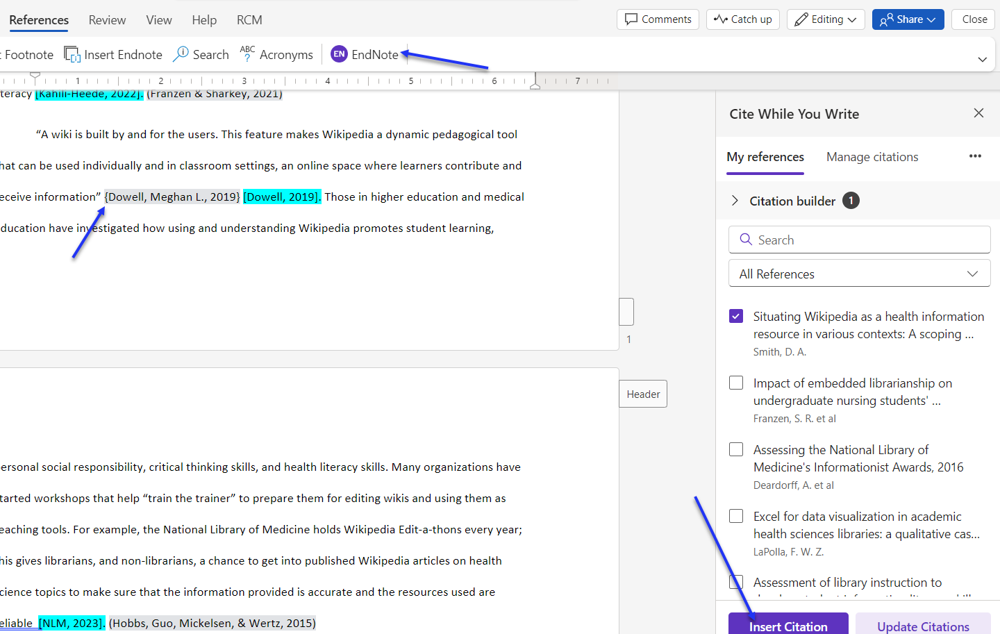 References Review View Help RCM Comments Catch up Editing Share Close
t Footnote Insert Endnote Search ABC ? Acronyms EN EndNote
1 2 3 4 5 6 7
teracy [Kahili-Heede, 2022]. (Franzen & Sharkey, 2021)
“A wiki is built by and for the users. This feature makes Wikipedia a dynamic pedagogical tool
hat can be used individually and in classroom settings, an online space where learners contribute and
eceive information” {Dowell, Meghan L., 2019} [Dowell, 2019]. Those in higher education and medical
ducation have investigated how using and understanding Wikipedia promotes student learning,
1
Header
ersonal social responsibility, critical thinking skills, and health literacy skills. Many organizations have
tarted workshops that help “train the trainer” to prepare them for editing wikis and using them as
eaching tools. For example, the National Library of Medicine holds Wikipedia Edit-a-thons every year;
his gives librarians, and non-librarians, a chance to get into published Wikipedia articles on health
cience topics to make sure that the information provided is accurate and the resources used are
eliable [NLM, 2023]. (Hobbs, Guo, Mickelsen, & Wertz, 2015)
Cite While You Write
My references Manage citations
Citation builder 1
Search
All References
Situating Wikipedia as a health information
resource in various contexts: A scoping ...
Smith, D. A.
Impact of embedded librarianship on
undergraduate nursing students' ...
Franzen, S. R. et al
Assessing the National Library of
Medicine's Informationist Awards, 2016
Deardorff, A. et al
Excel for data visualization in academic
health sciences libraries: a qualitative cas...
LaPolla, F. W. Z.
Assessment of library instruction to
Insert Citation Update Citations